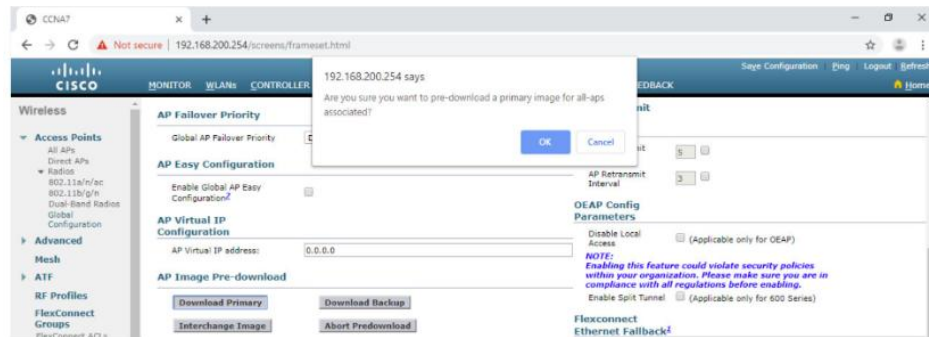 CCNA7
Not secure | 192.168.200.254/screens/frameset.html
CISCO
MONITOR WLANs CONTROLLER
EDBACK
Save Configuration Ping Logout Refresh
Home
192.168.200.254 says
Are you sure you want to pre-download a primary image for all-aps
associated?
OK Cancel
Wireless
Access Points
All APs
Direct APs
Radios
802.11a/n/ac
802.11b/g/n
Dual-Band Radios
Global
Configuration
Advanced
Mesh
ATF
RF Profiles
FlexConnect
Groups
FlexConnect ACLs
AP Failover Priority
Global AP Failover Priority
AP Easy Configuration
Enable Global AP Easy
Configuration2
AP Virtual IP
Configuration
AP Virtual IP address: 0.0.0.0
AP Image Pre-download
Download Primary Download Backup
Interchange Image Abort Predownload
nit
nit 5
AP Retransmit
Interval 3
OEAP Config
Parameters
Disable Local
Access (Applicable only for OEAP)
NOTE:
Enabling this feature could violate security policies
within your organization. Please make sure you are in
compliance with all regulations before enabling.
Enable Split Tunnel (Applicable only for 600 Series)
Flexconnect
Ethernet Fallback1